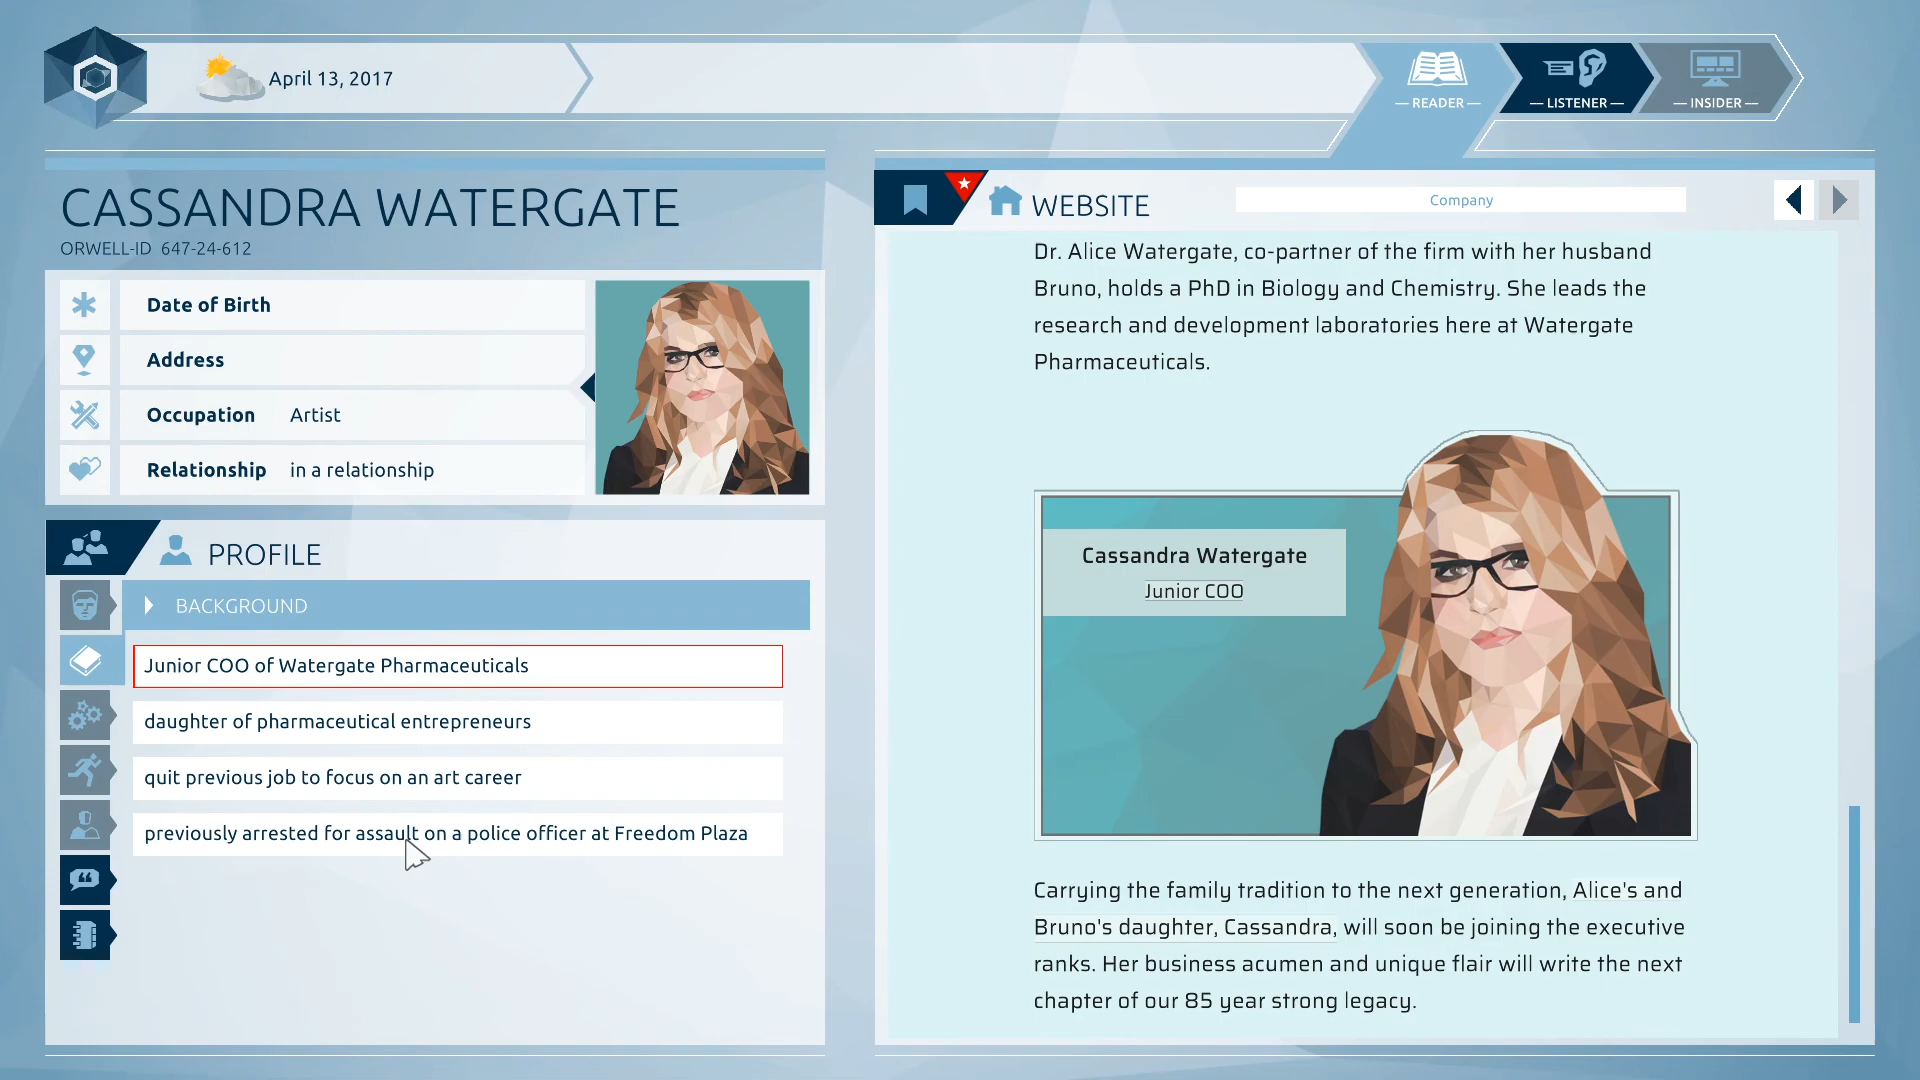 April 13, 2017
— READER —
— LISTENER —
— INSIDER —
CASSANDRA WATERGATE
ORWELL-ID 647-24-612
Date of Birth
Address
Occupation Artist
Relationship in a relationship
PROFILE
BACKGROUND
Junior COO of Watergate Pharmaceuticals
daughter of pharmaceutical entrepreneurs
quit previous job to focus on an art career
previously arrested for assault on a police officer at Freedom Plaza
WEBSITE
Company
Dr. Alice Watergate, co-partner of the firm with her husband
Bruno, holds a PhD in Biology and Chemistry. She leads the
research and development laboratories here at Watergate
Pharmaceuticals.
Cassandra Watergate
Junior COO
Carrying the family tradition to the next generation, Alice's and
Bruno's daughter, Cassandra, will soon be joining the executive
ranks. Her business acumen and unique flair will write the next
chapter of our 85 year strong legacy.